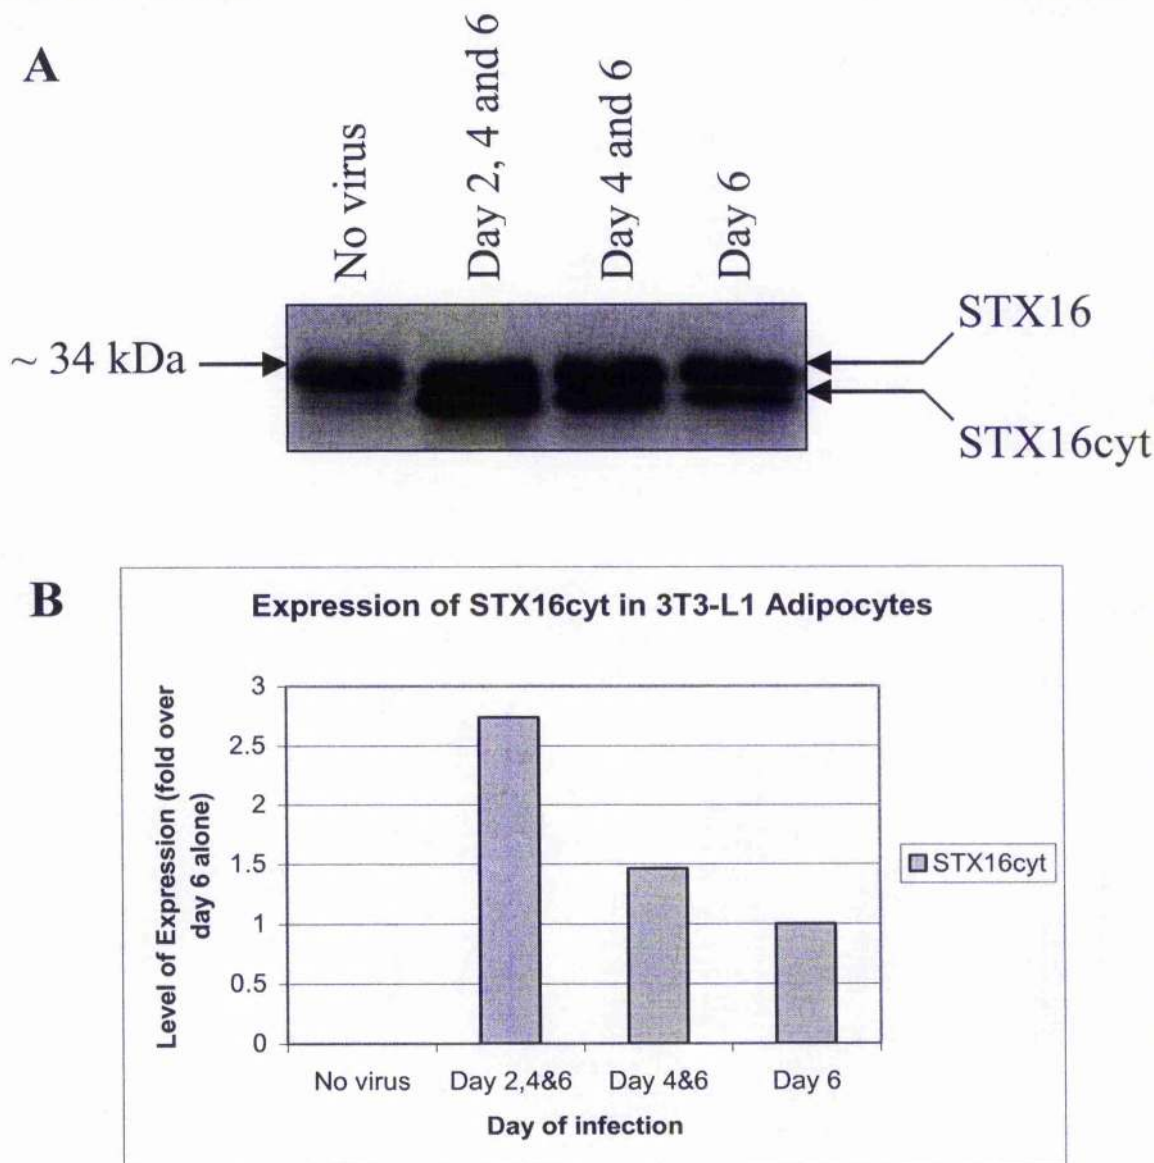 A
No virus
Day 2, 4 and 6
Day 4 and 6
Day 6
~ 34 kDa
STX16
STX16cyt
B
Expression of STX16cyt in 3T3-L1 Adipocytes
Level of Expression (fold over
day 6 alone)
3
2.5
2
1.5
1
0.5
0
No virus
Day 2,4&6
Day 4&6
Day 6
Day of infection
STX16cyt